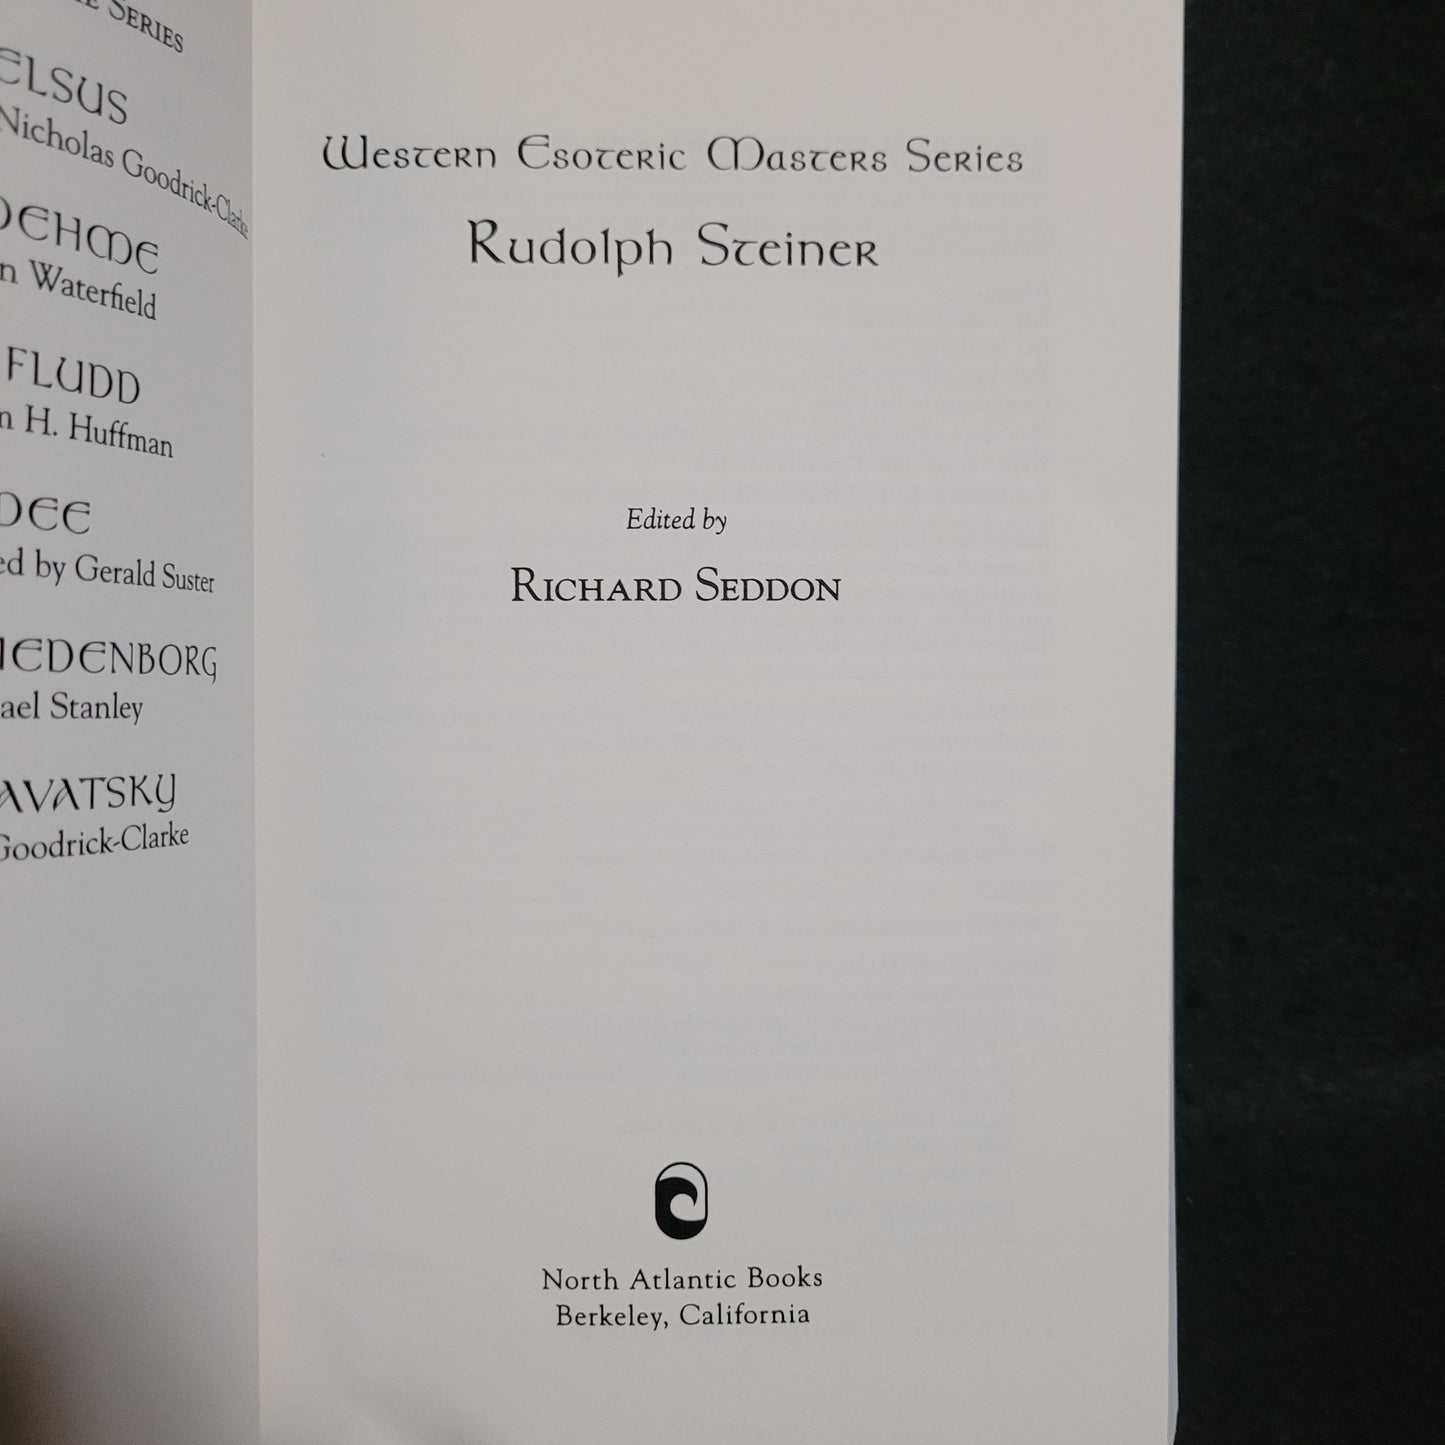 SERIES
ELSUS
Nicholas Goodrick-Clarke
OEHME
n Waterfield
FLUDD
n H. Huffman
DEE
ed by Gerald Suster
EDENBORG
ael Stanley
AVATSKY
Goodrick-Clarke
Western Esoteric Masters Series
Rudolph Steiner
Edited by
RICHARD SEDDON
North Atlantic Books
Berkeley, California